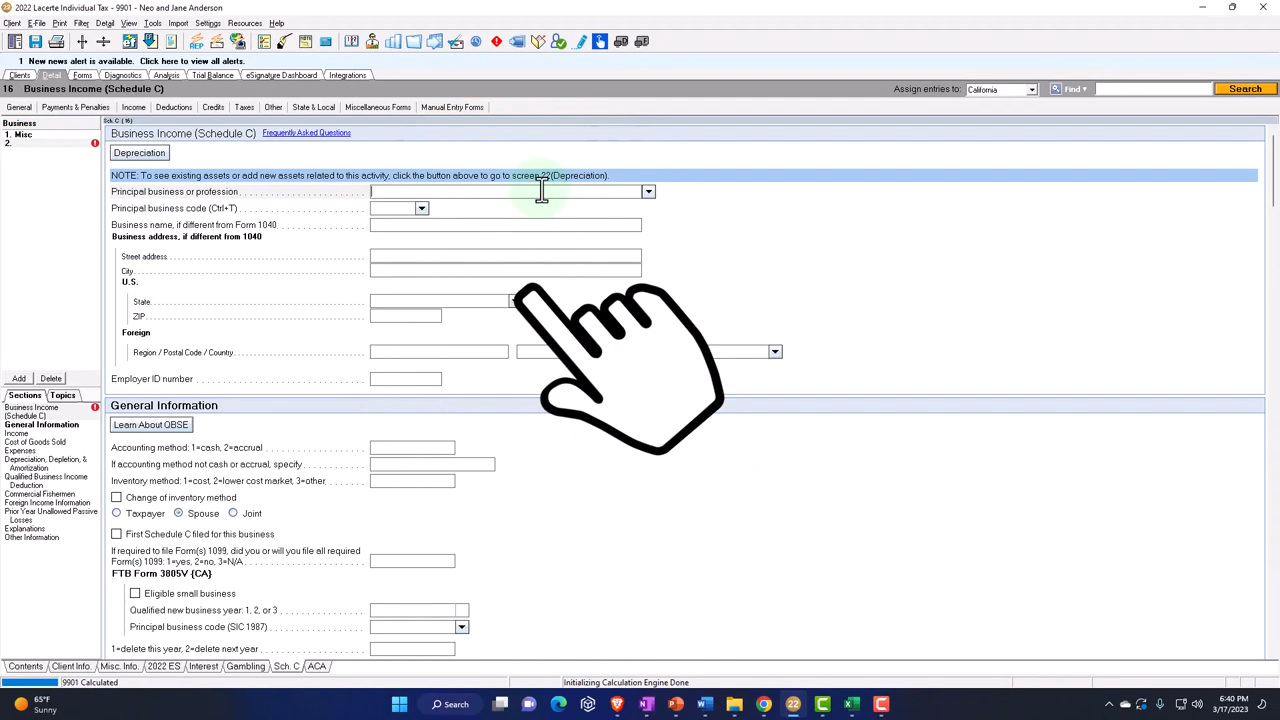 2022 Lacerte Individual Tax - 9901 - Neo and Jane Anderson
Client E-File Print Filter Detail View Tools Import Settings Resources Help
1 New news alert is available. Click here to view all alerts.
Clients Detail Forms Diagnostics Analysis Trial Balance eSignature Dashboard Integrations
16 Business Income (Schedule C) Assign entries to: California Find Search
General Payments & Penalties Income Deductions Credits Taxes Other State & Local Miscellaneous Forms Manual Entry Forms
Business
1. Misc
2.
Sch. C (16)
Business Income (Schedule C) Frequently Asked Questions
Depreciation
NOTE: To see existing assets or add new assets related to this activity, click the button above to go to screen 22(Depreciation).
Principal business or profession
Principal business code (Ctrl+T)
Business name, if different from Form 1040
Business address, if different from 1040
Street address
City
U.S.
State
ZIP
Foreign
Region / Postal Code / Country
Employer ID number
Add Delete
Sections Topics
Business Income
(Schedule C)
General Information
Income
Cost of Goods Sold
Expenses
Depreciation, Depletion, &
Amortization
Qualified Business Income
Deduction
Commercial Fishermen
Foreign Income Information
Prior Year Unallowed Passive
Losses
Explanations
Other Information
General Information
Learn About QBSE
Accounting method: 1=cash, 2=accrual
If accounting method not cash or accrual, specify
Inventory method: 1=cost, 2=lower cost market, 3=other
Change of inventory method
Taxpayer Spouse Joint
First Schedule C filed for this business
If required to file Form(s) 1099, did you or will you file all required
Form(s) 1099: 1=yes, 2=no, 3=N/A
FTB Form 3805V {CA}
Eligible small business
Qualified new business year: 1, 2, or 3
Principal business code (SIC 1987)
1=delete this year, 2=delete next year
Contents Client Info. Misc. Info. 2022 ES Interest Gambling Sch. C ACA
9901 Calculated Initializing Calculation Engine Done
65°F
Cloudy
Search
6:40 PM
3/17/2023